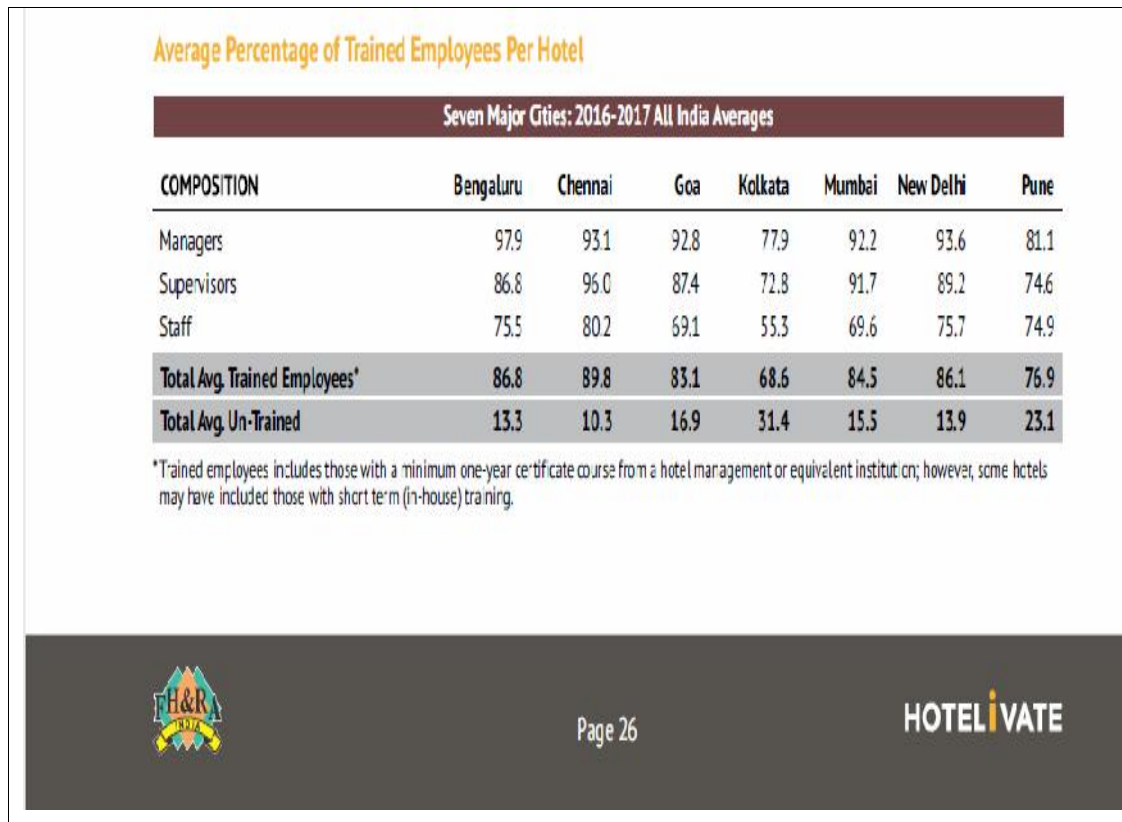 Average Percentage of Trained Employees Per Hotel
Seven Major Cities: 2016-2017 All India Averages
COMPOSITION Bengaluru Chennai Goa Kolkata Mumbai New Delhi Pune
Managers 97.9 93.1 92.8 77.9 92.2 93.6 81.1
Supervisors 86.8 96.0 87.4 72.8 91.7 89.2 74.6
Staff 75.5 80.2 69.1 55.3 69.6 75.7 74.9
Total Avg. Trained Employees* 86.8 89.8 83.1 68.6 84.5 86.1 76.9
Total Avg. Un-Trained 13.3 10.3 16.9 31.4 15.5 13.9 23.1
*Trained employees includes those with a minimum one-year certificate course from a hotel management or equivalent institution; however, some hotels
may have included those with short term (in-house) training.
FH&RA
INDIA
Page 26
HOTELiVATE